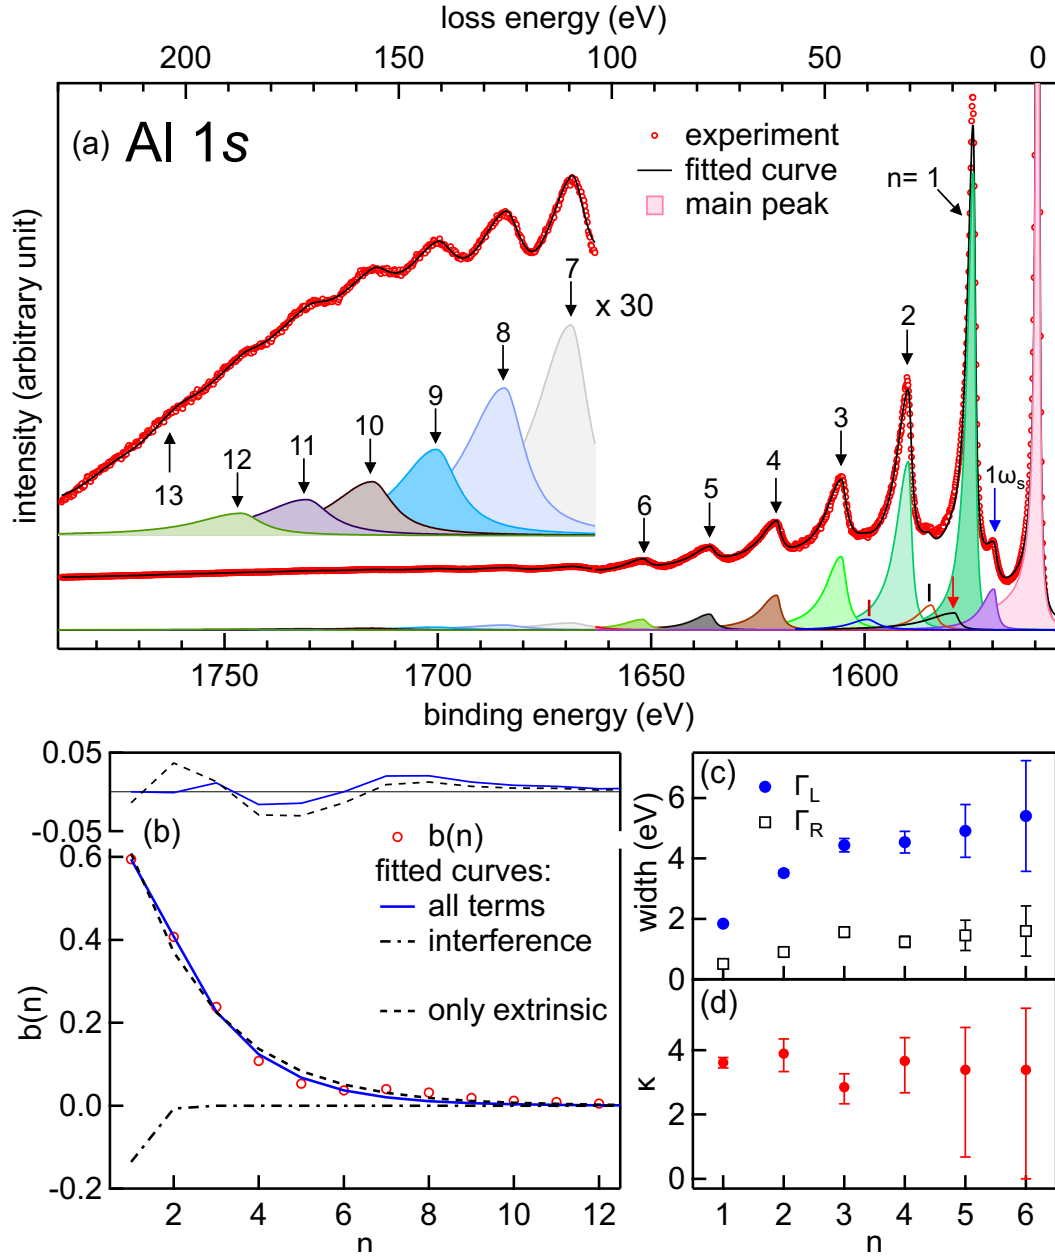 loss energy (eV)
200 150 100 50 0
(a) Al 1s
experiment
fitted curve
main peak
n= 1
intensity (arbitrary unit)
7
x 30
8
2
9
3
10
4
1ωs
11
5
12
6
13
I
I
1750 1700 1650 1600
binding energy (eV)
0.05
-0.05
(b)
b(n)
fitted curves:
all terms
interference
only extrinsic
0.6
0.4
0.2
0.0
-0.2
b(n)
2 4 6 8 10 12
n
(c)
ΓL
ΓR
6
4
2
0
width (eV)
(d)
4
2
0
κ
1 2 3 4 5 6
n